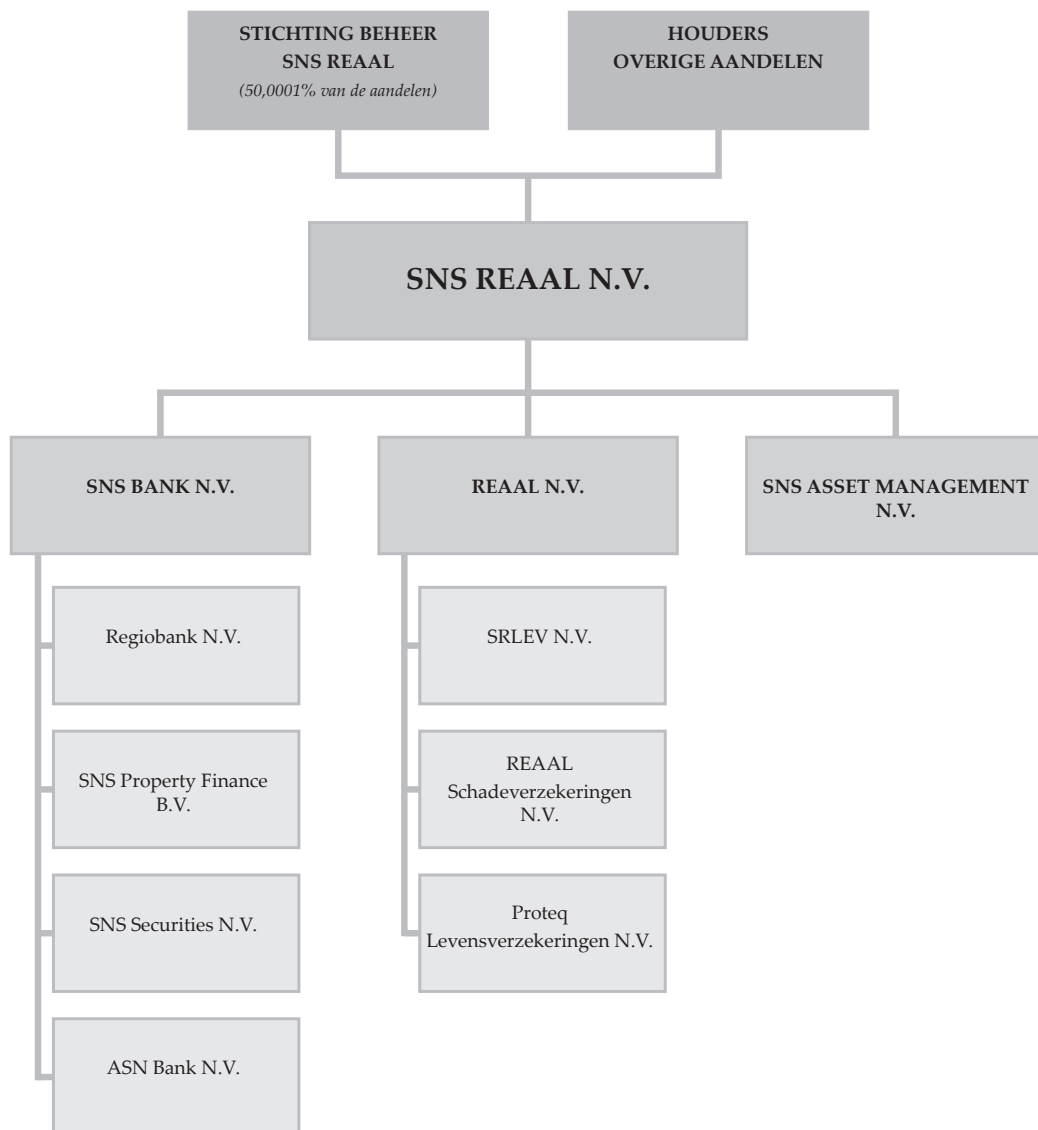 STICHTING BEHEER
SNS REAAL
(50,0001% van de aandelen)
HOUDERS
OVERIGE AANDELEN
SNS REAAL N.V.
SNS BANK N.V.
REAAL N.V.
SNS ASSET MANAGEMENT
N.V.
Regiobank N.V.
SNS Property Finance
B.V.
SNS Securities N.V.
ASN Bank N.V.
SRLEV N.V.
REAAL
Schadeverzekeringen
N.V.
Proteq
Levensverzekeringen N.V.